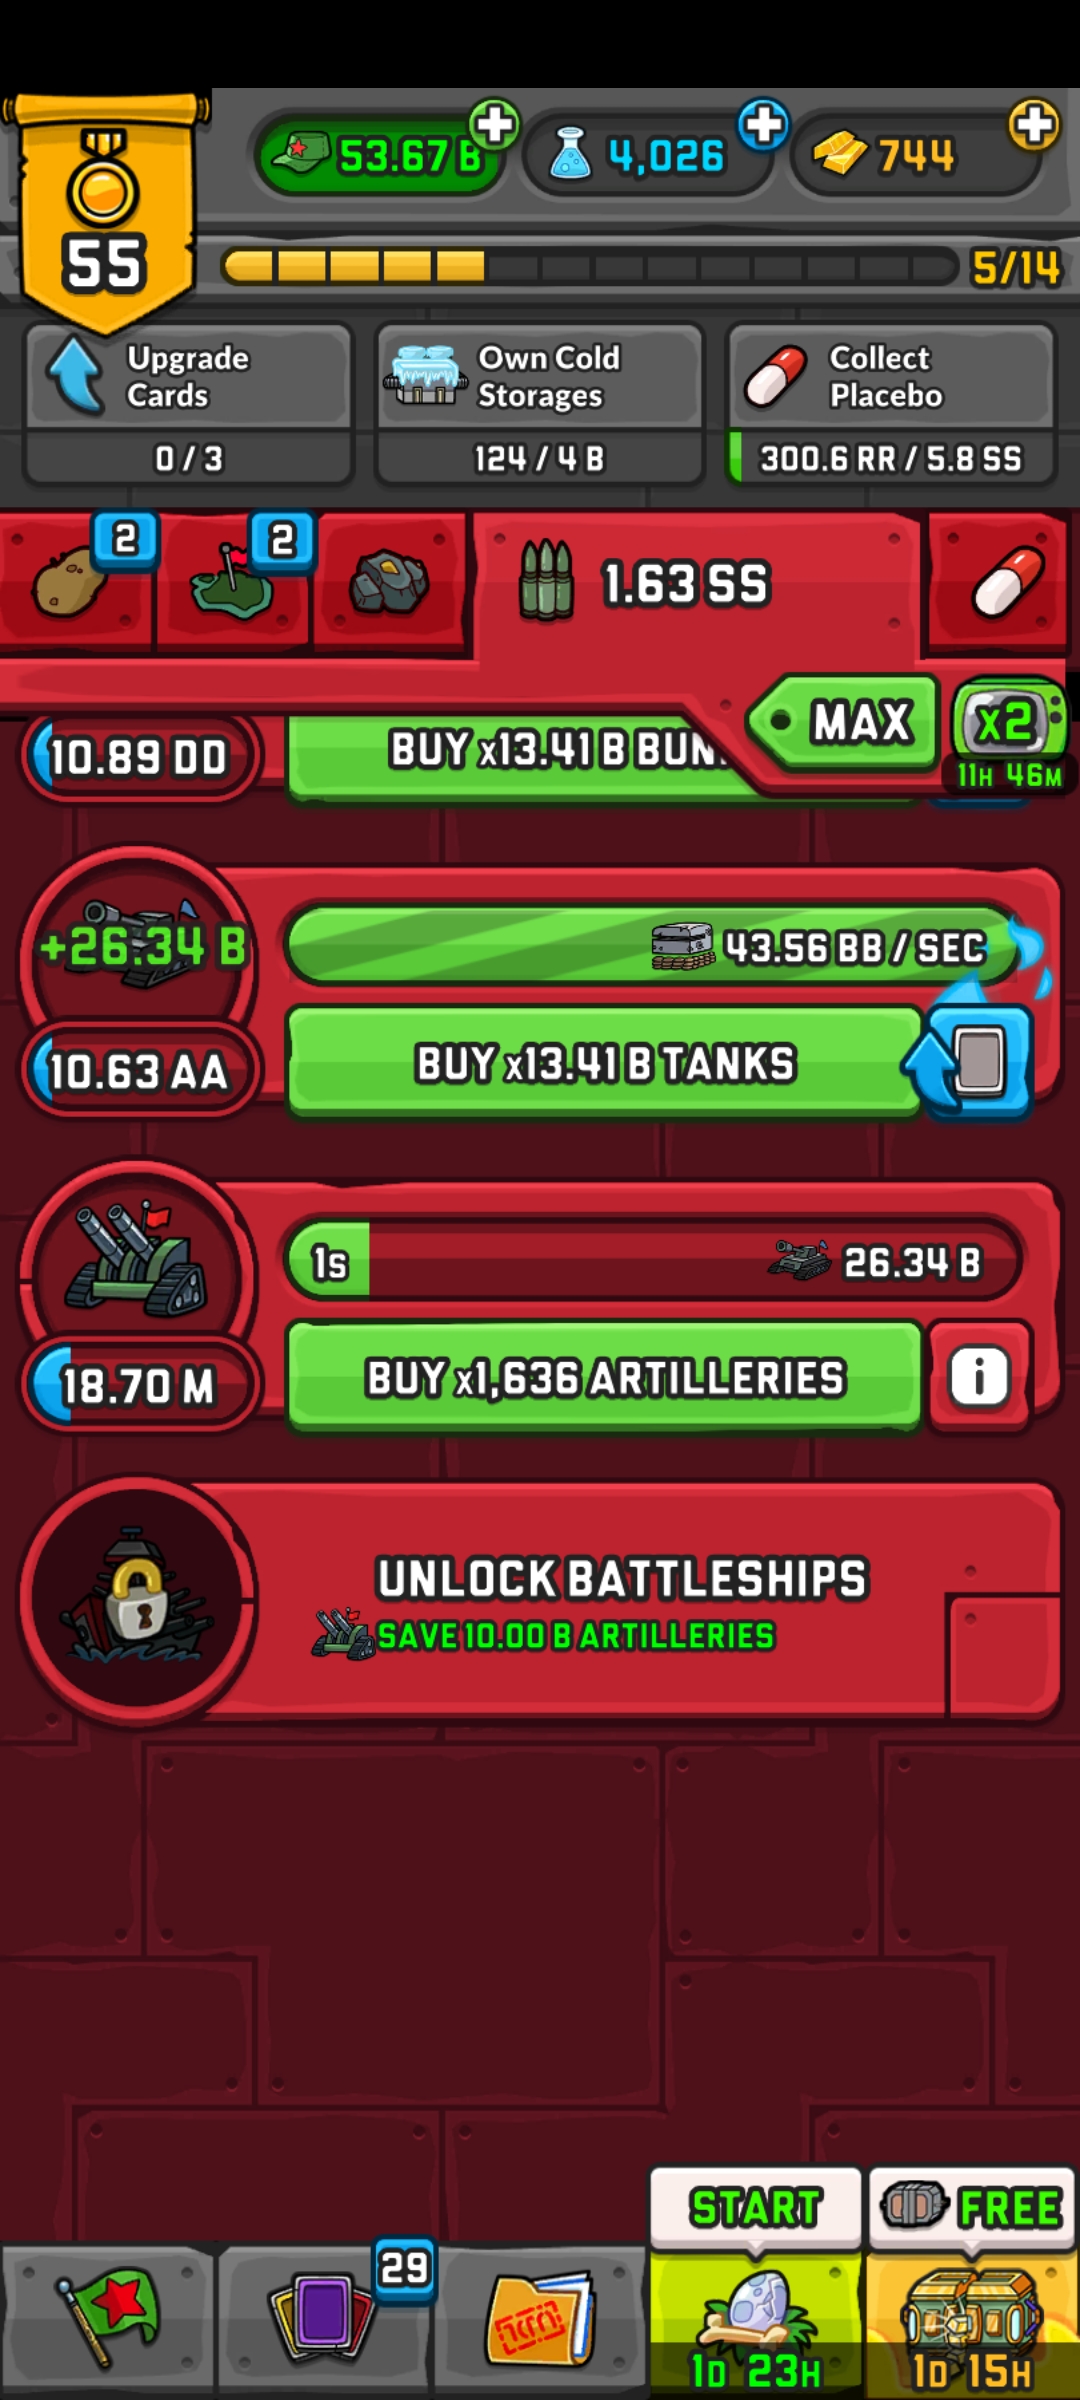 53.67 B
4,026
744
55
5/14
Upgrade
Cards
0 / 3
Own Cold
Storages
124 / 4 B
Collect
Placebo
300.6 RR / 5.8 SS
2
2
1.63 SS
MAX
x2
11H 46M
10.89 DD
BUY x13.41 B BUN.
+26.34 B
43.56 BB / SEC
10.63 AA
BUY x13.41 B TANKS
1s
26.34 B
18.70 M
BUY x1,636 ARTILLERIES
i
UNLOCK BATTLESHIPS
SAVE 10.00 B ARTILLERIES
START
FREE
29
1D 23H
1D 15H